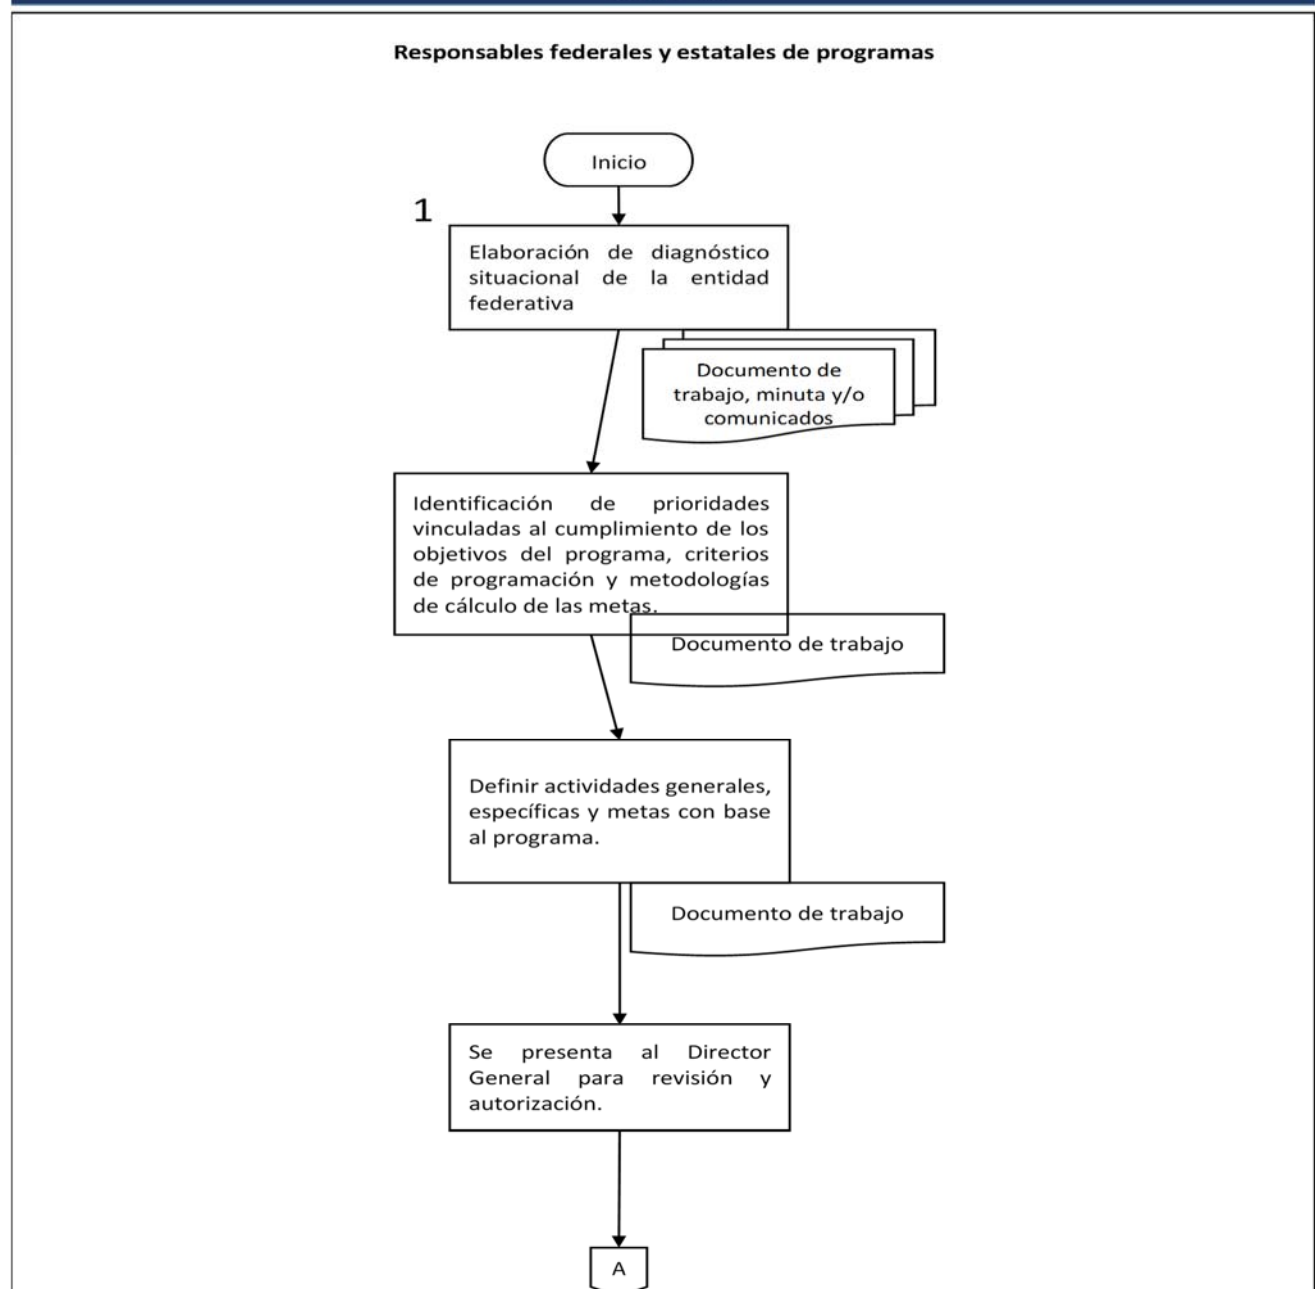 Responsables federales y estatales de programas
Inicio
1
Elaboración de diagnóstico
situacional de la entidad
federativa
Documento de
trabajo, minuta y/o
comunicados
Identificación de prioridades
vinculadas al cumplimiento de los
objetivos del programa, criterios
de programación y metodologías
de cálculo de las metas.
Documento de trabajo
Definir actividades generales,
específicas y metas con base
al programa.
Documento de trabajo
Se presenta al Director
General para revisión y
autorización.
A